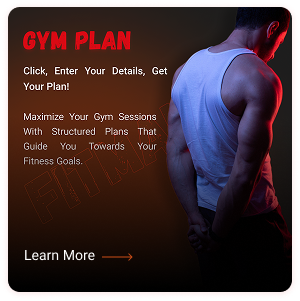 GYM PLAN
Click, Enter Your Details, Get
Your Plan!
Maximize Your Gym Sessions
With Structured Plans That
Guide You Towards Your
Fitness Goals.
Learn More